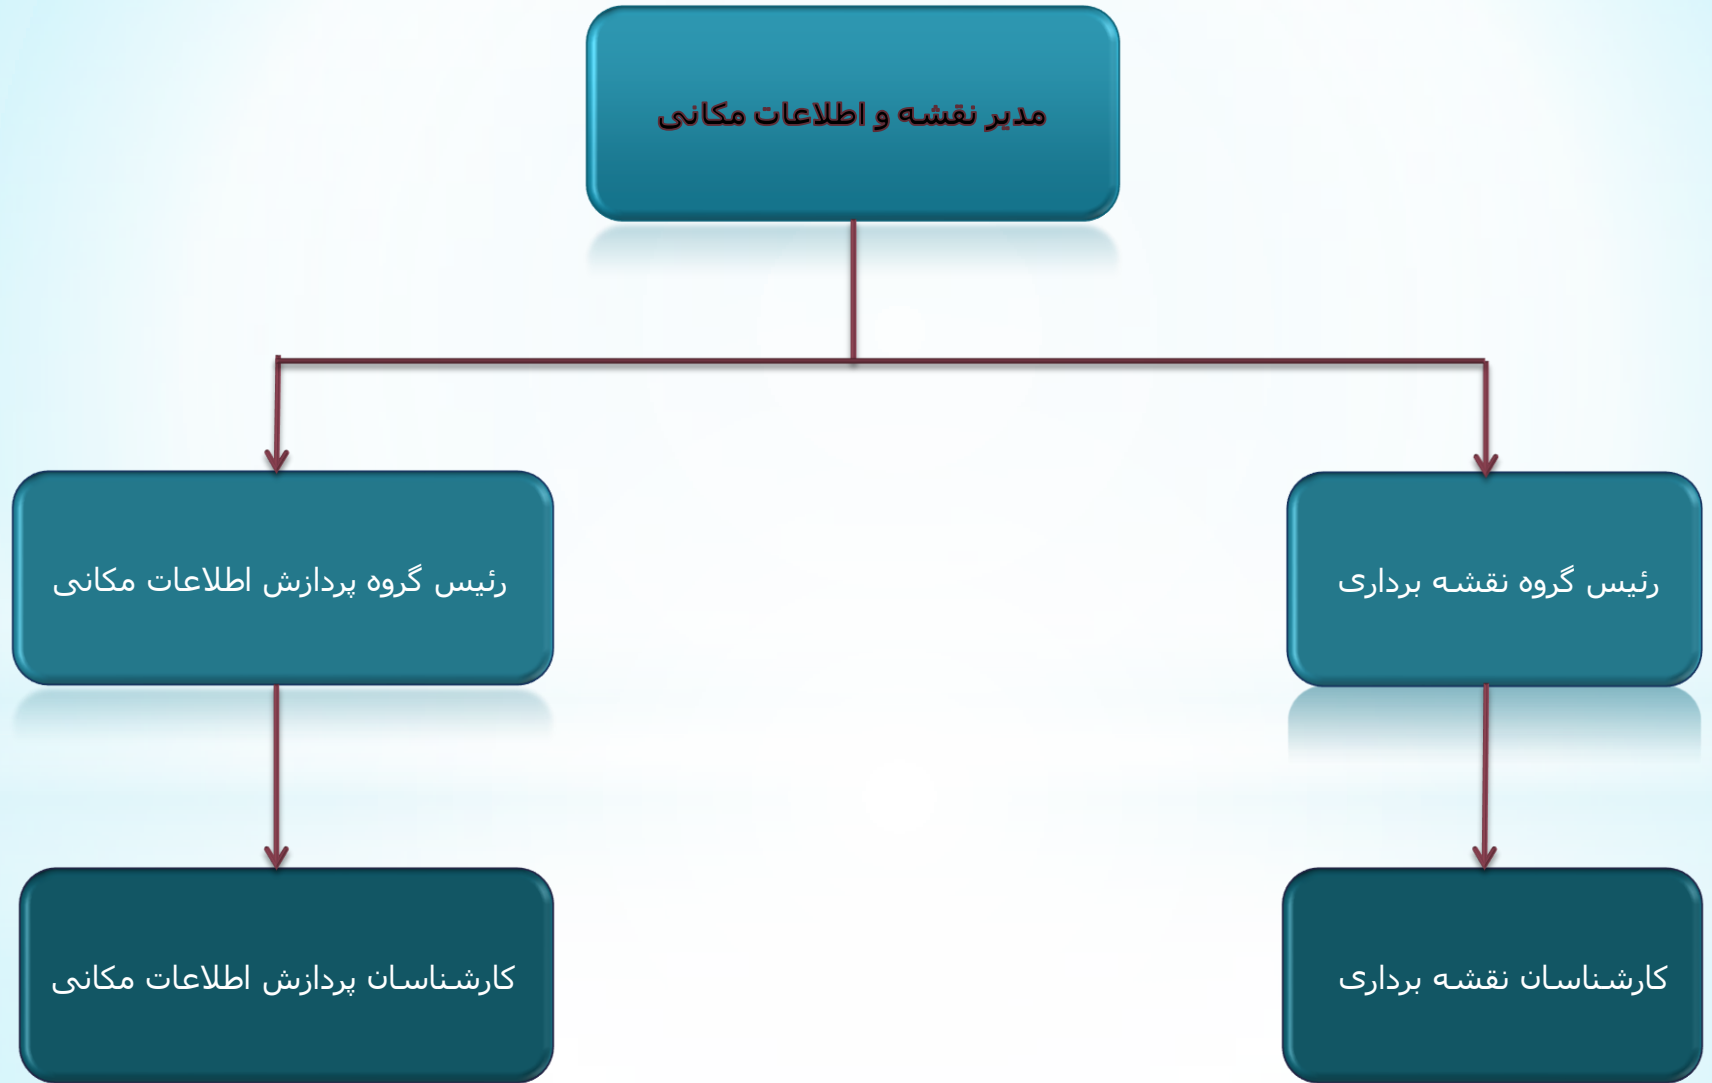 مدیر نقشه و اطلاعات مکانی
رئیس گروه نقشه برداری
رئیس گروه پردازش اطلاعات مکانی
کارشناسان نقشه برداری
کارشناسان پردازش اطلاعات مکانی